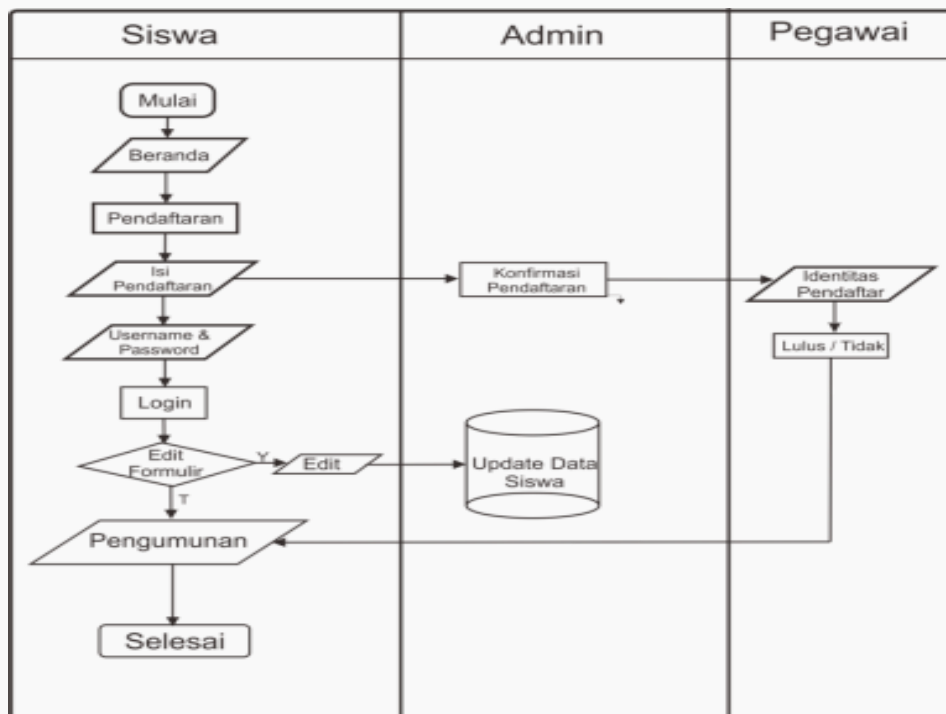 Siswa
Admin
Pegawai
Mulai
Beranda
Pendaftaran
Isi
Pendaftaran
Konfirmasi
Pendaftaran
Identitas
Pendaftar
Username &
Password
Lulus / Tidak
Login
Edit
Formulir
Y
Edit
Update Data
Siswa
T
Pengumunan
Selesai